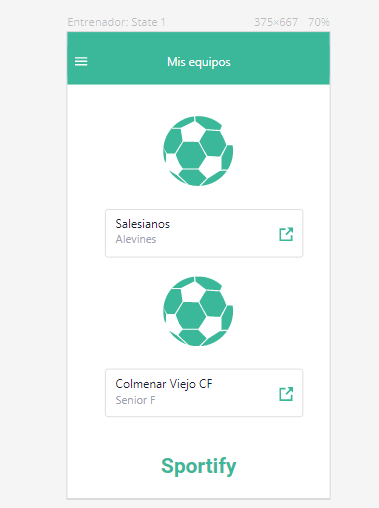 Entrenador: State 1 375×667 70%
Mis equipos
Salesianos
Alevines
Colmenar Viejo CF
Senior F
Sportify